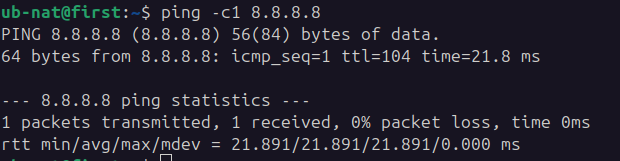 ub-nat@first:~$ ping -c1 8.8.8.8
PING 8.8.8.8 (8.8.8.8) 56(84) bytes of data.
64 bytes from 8.8.8.8: icmp_seq=1 ttl=104 time=21.8 ms

--- 8.8.8.8 ping statistics ---
1 packets transmitted, 1 received, 0% packet loss, time 0ms
rtt min/avg/max/mdev = 21.891/21.891/21.891/0.000 ms